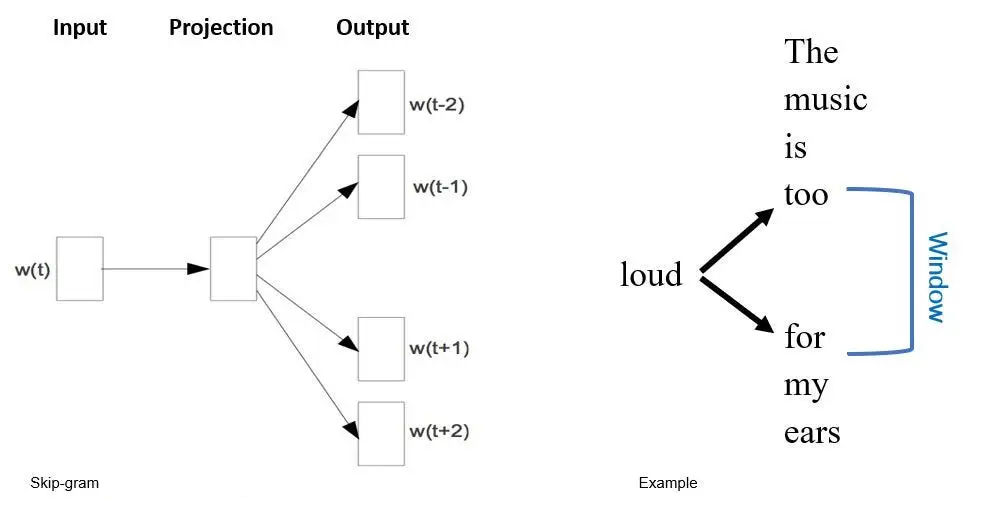 Input Projection Output
w(t-2)
w(t-1)
w(t)
w(t+1)
w(t+2)
Skip-gram
The
music
is
too
loud
for
my
ears
Window
Example